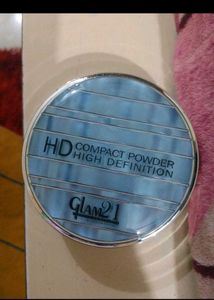 HD COMPACT POWDER
HIGH DEFINITION
GLAM21